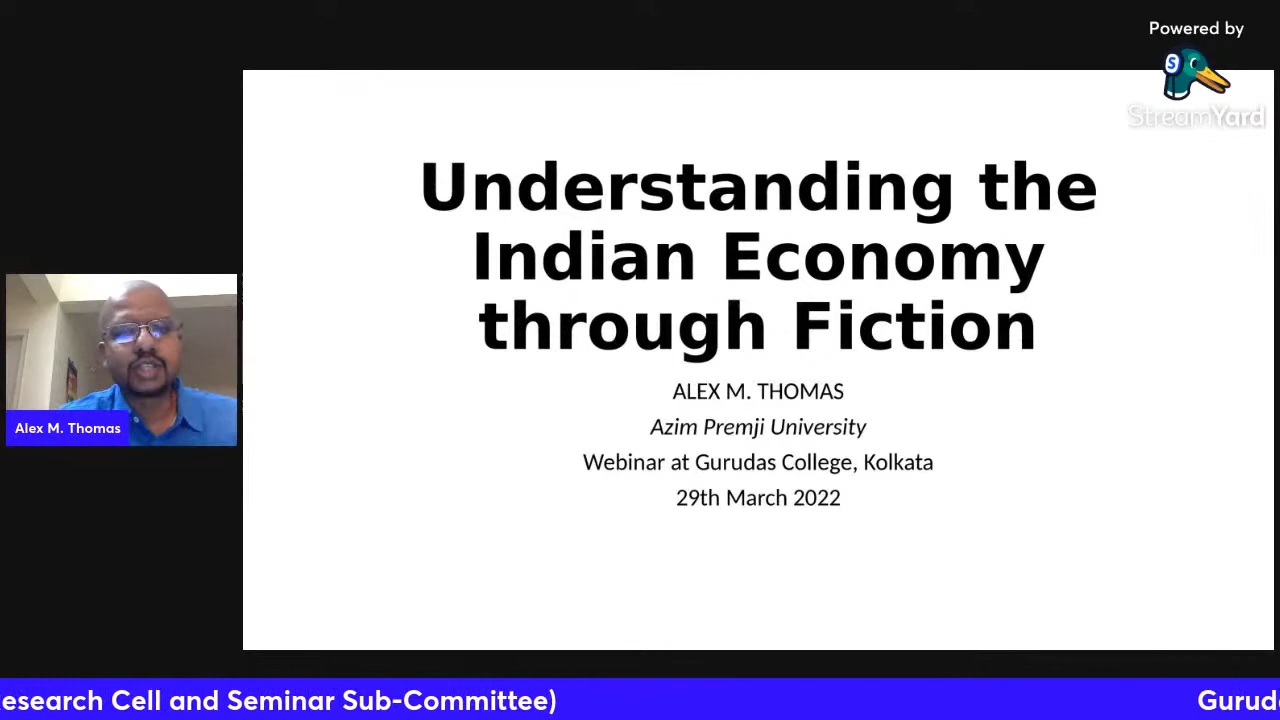 Powered by
S
StreamYard
Understanding the
Indian Economy
through Fiction
ALEX M. THOMAS
Azim Premji University
Webinar at Gurudas College, Kolkata
29th March 2022
Alex M. Thomas
esearch Cell and Seminar Sub-Committee)
Gurud